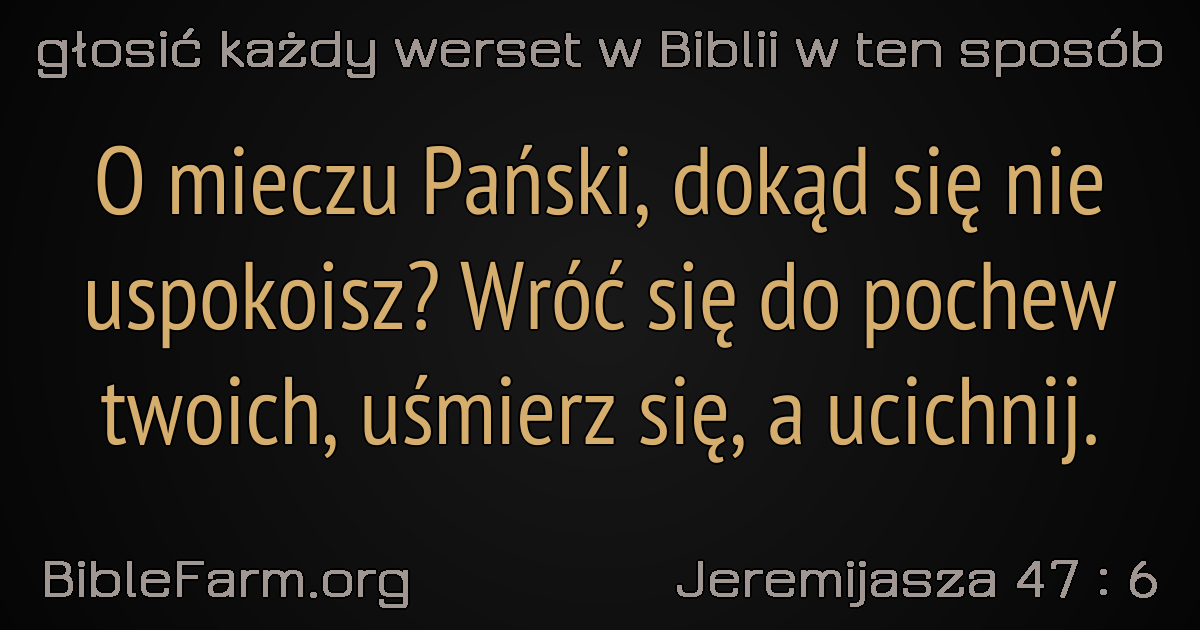 głosić każdy werset w Biblii w ten sposób
O mieczu Pański, dokąd się nie
uspokoisz? Wróć się do pochew
twoich, uśmierz się, a ucichnij.
BibleFarm.org
Jeremijasza 47 : 6